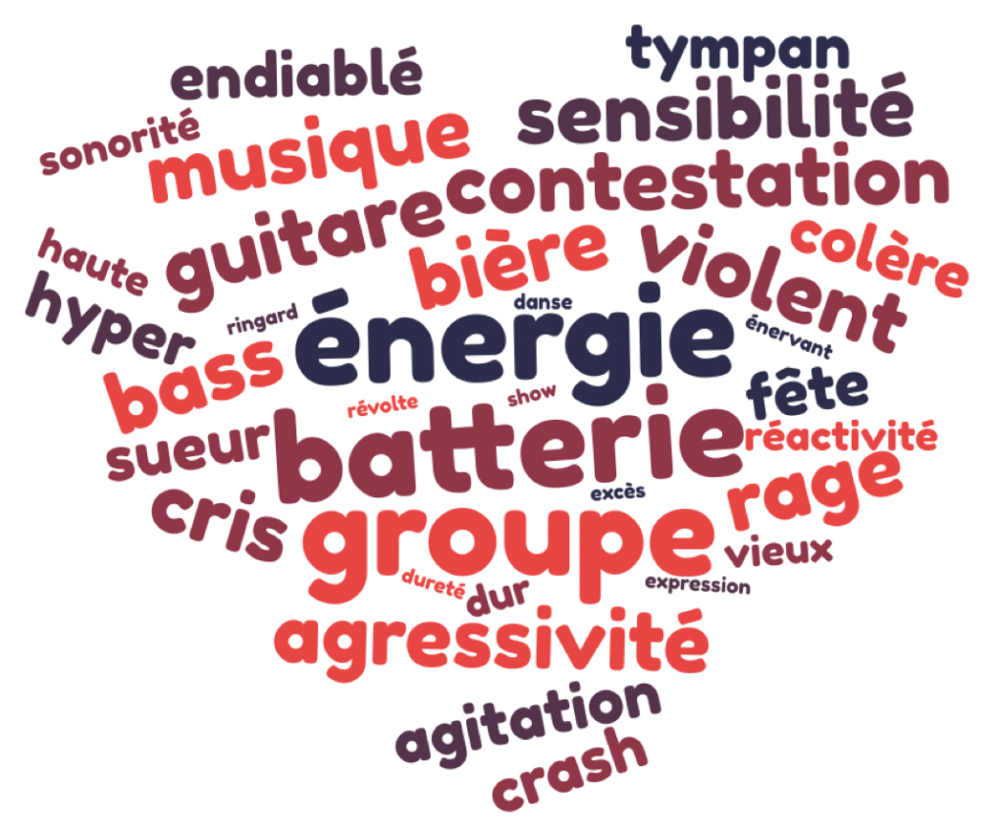 tympan
endiablé
sensibilité
sonorité
musique
contestation
guitare
colère
bière
violent
haute
hyper
danse
ringard
énergie
énervant
bass
fête
révolte
show
sueur
batterie
réactivité
rage
excès
cris
groupe
vieux
dureté
dur
expression
agressivité
agitation
crash